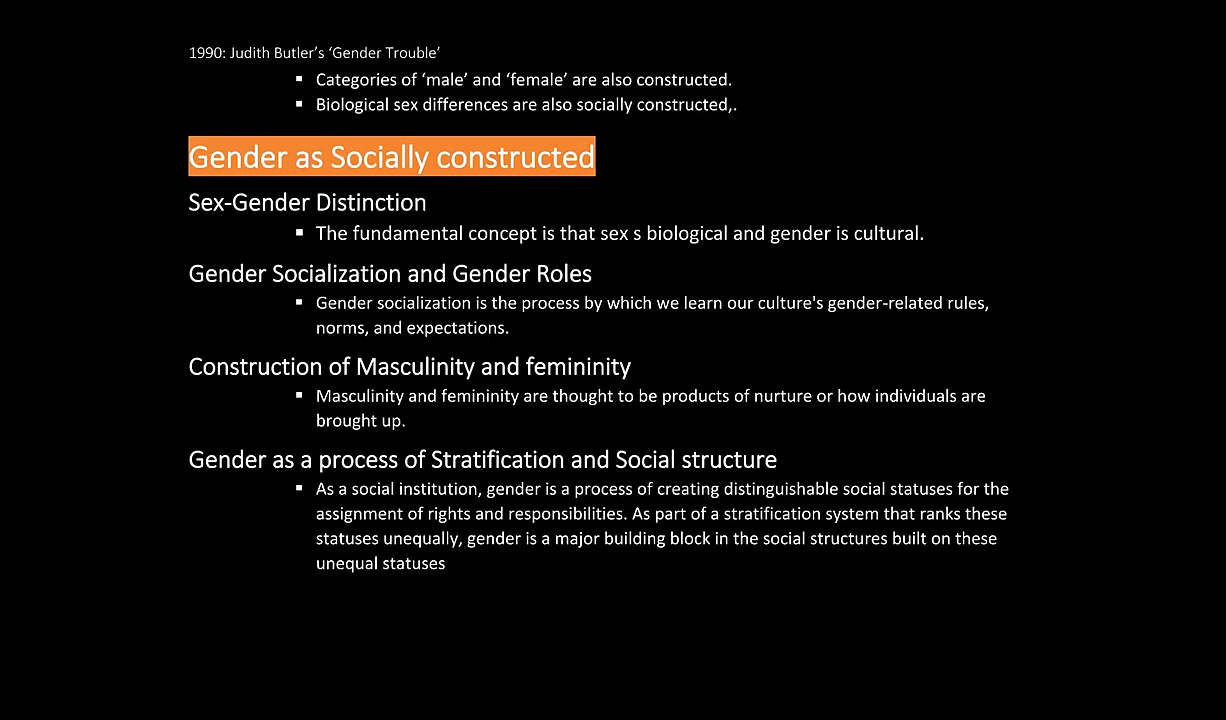 1990: Judith Butler’s ‘Gender Trouble’
▪ Categories of ‘male’ and ‘female’ are also constructed.
▪ Biological sex differences are also socially constructed,.
Gender as Socially constructed
Sex-Gender Distinction
▪ The fundamental concept is that sex s biological and gender is cultural.
Gender Socialization and Gender Roles
▪ Gender socialization is the process by which we learn our culture's gender-related rules,
norms, and expectations.
Construction of Masculinity and femininity
▪ Masculinity and femininity are thought to be products of nurture or how individuals are
brought up.
Gender as a process of Stratification and Social structure
▪ As a social institution, gender is a process of creating distinguishable social statuses for the
assignment of rights and responsibilities. As part of a stratification system that ranks these
statuses unequally, gender is a major building block in the social structures built on these
unequal statuses